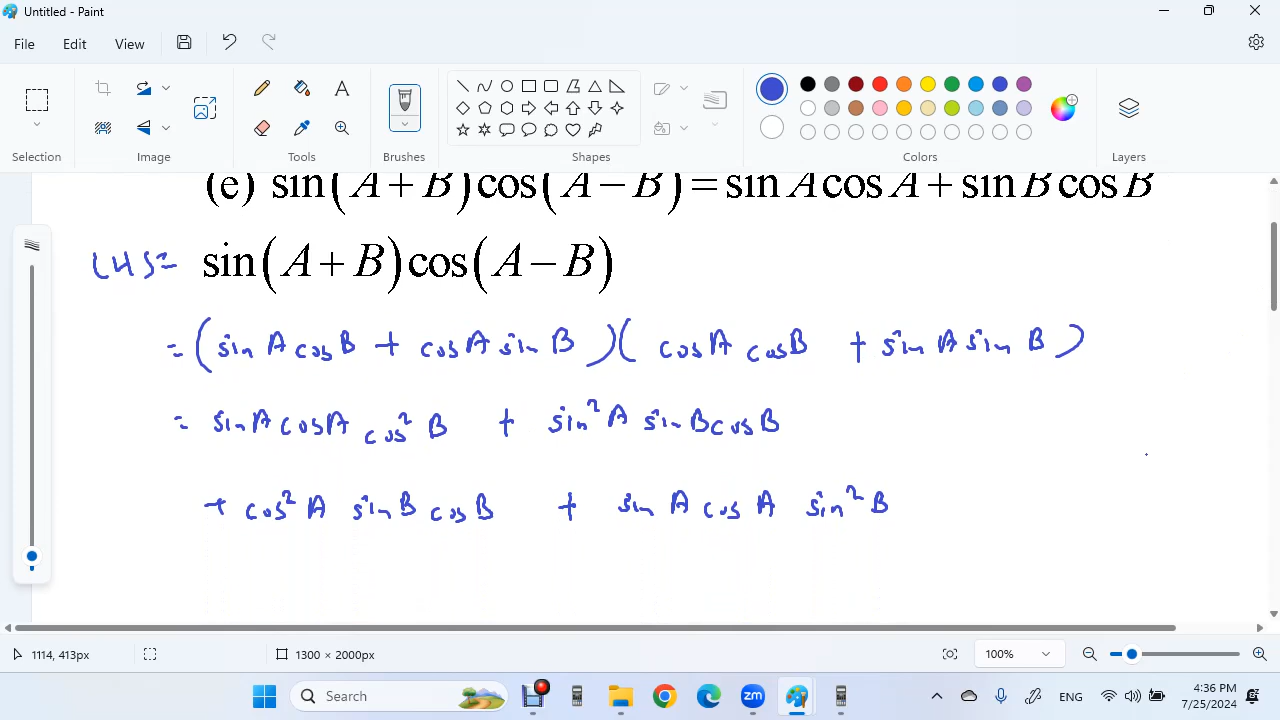 Untitled - Paint
File Edit View
Selection Image Tools Brushes Shapes Colors Layers
(e) sin(A+B)cos(A−B)=sin A cos A + sin B cos B
LHS= sin(A+B)cos(A−B)
= (sin A cos B + cos A sin B)(cos A cos B + sin A sin B)
= sin A cos A cos² B + sin² A sin B cos B
+ cos² A sin B cos B + sin A cos A sin² B
1114, 413px 1300 × 2000px 100%
Search zm ENG 4:36 PM
7/25/2024